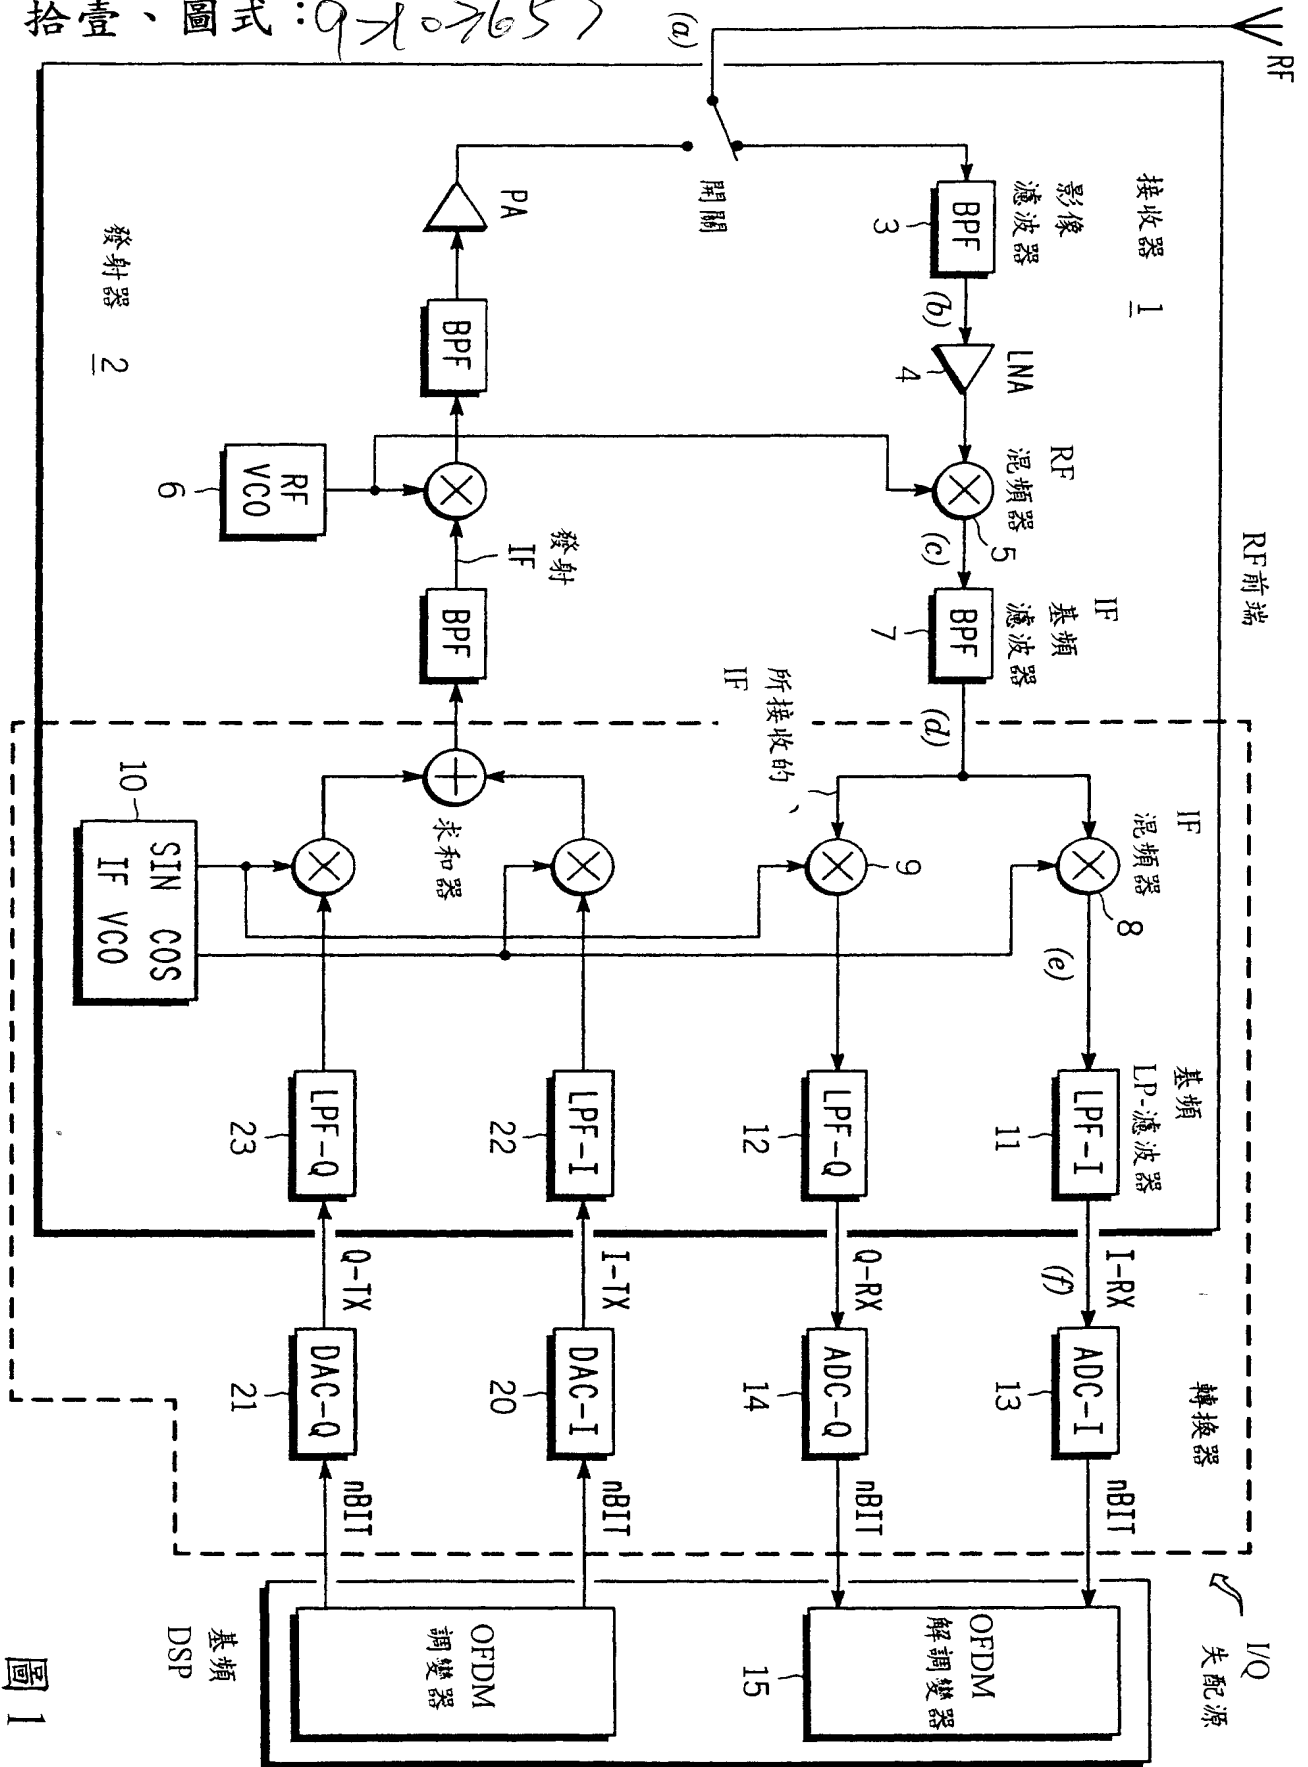 拾壹、圖式：
(a)
RF
RF前端
接收器 1
影像
濾波器
BPF
3
(b)
LNA
4
RF
混頻器
5
(c)
IF
基頻
濾波器
BPF
7
(d)
所接收的、
IF
IF
混頻器
8
9
(e)
基頻
LP-濾波器
LPF-I
11
LPF-Q
12
I-RX
(f)
Q-RX
轉換器
ADC-I
13
ADC-Q
14
nBIT
nBIT
I/Q
失配源
OFDM
解調變器
15
開關
PA
發射器 2
BPF
RF
VCO
6
發射
IF
BPF
求和器
10
SIN COS
IF VCO
LPF-I
22
LPF-Q
23
I-TX
Q-TX
DAC-I
20
DAC-Q
21
nBIT
nBIT
OFDM
調變器
基頻
DSP
圖 1